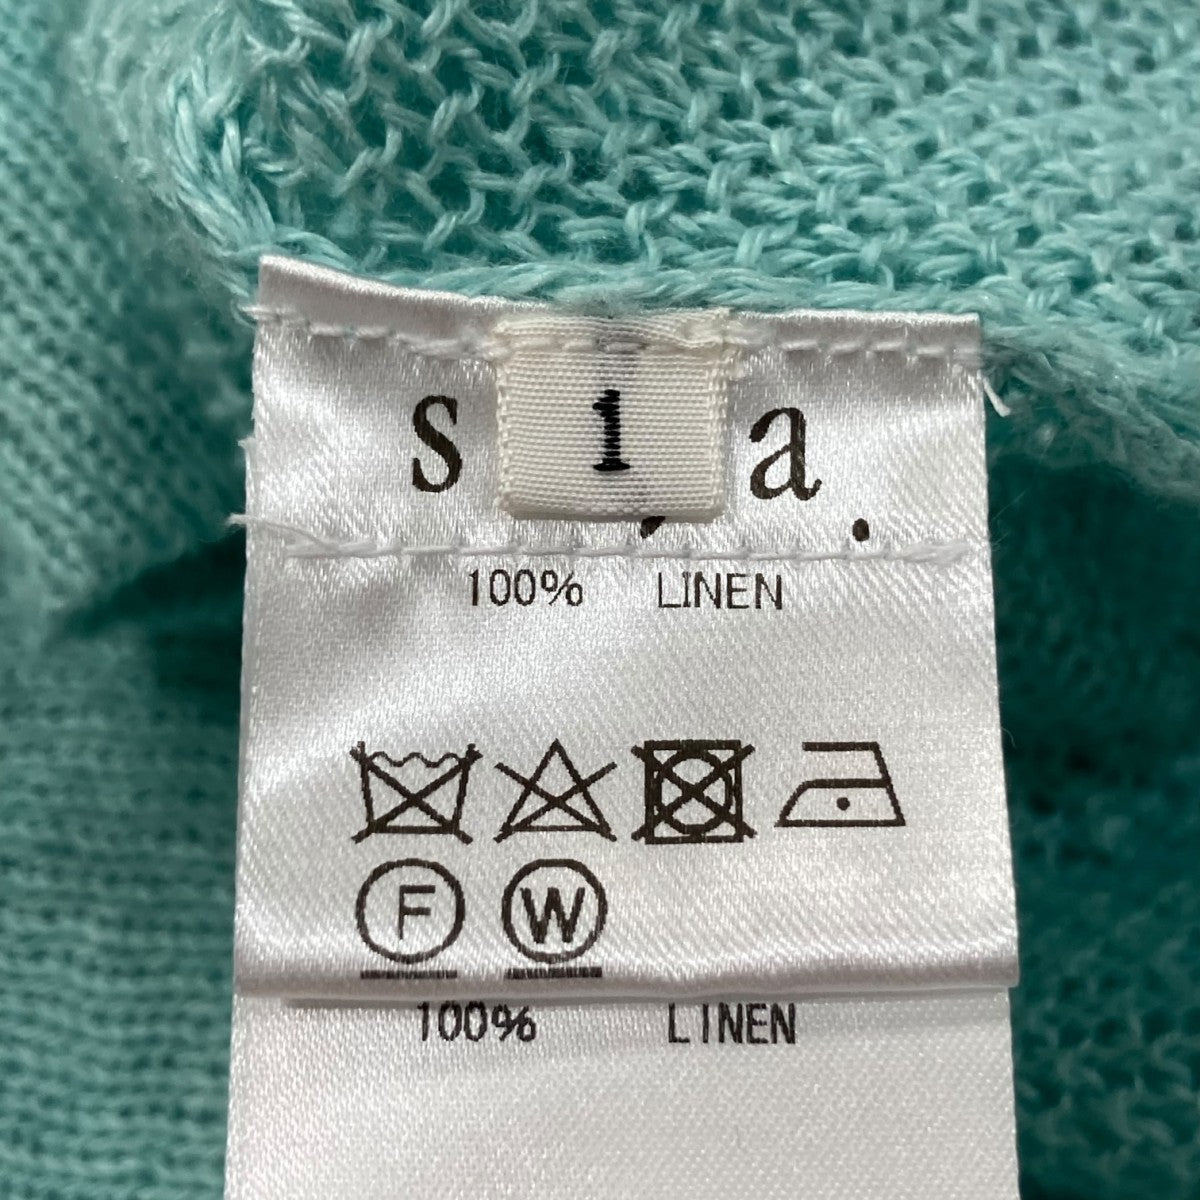 s 1 a.
100% LINEN
F W
100% LINEN